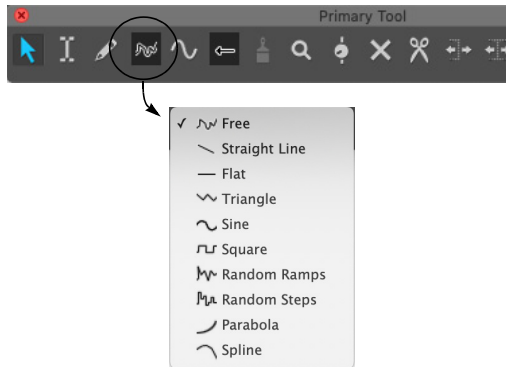 Primary Tool
✓ Free
Straight Line
Flat
Triangle
Sine
Square
Random Ramps
Random Steps
Parabola
Spline